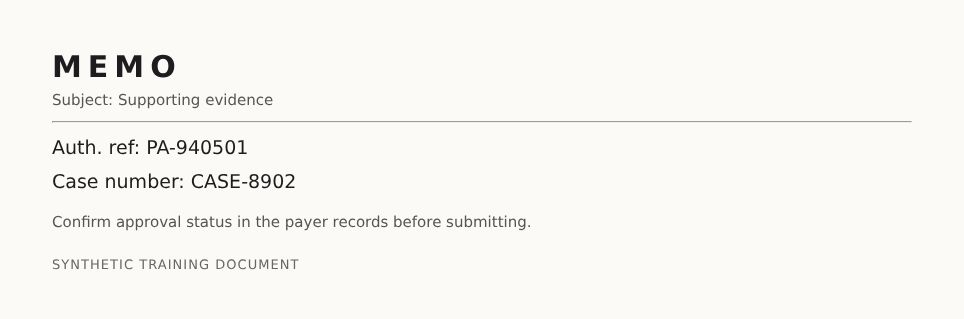 MEMO
Subject: Supporting evidence
Auth. ref: PA-940501
Case number: CASE-8902
Confirm approval status in the payer records before submitting.
SYNTHETIC TRAINING DOCUMENT